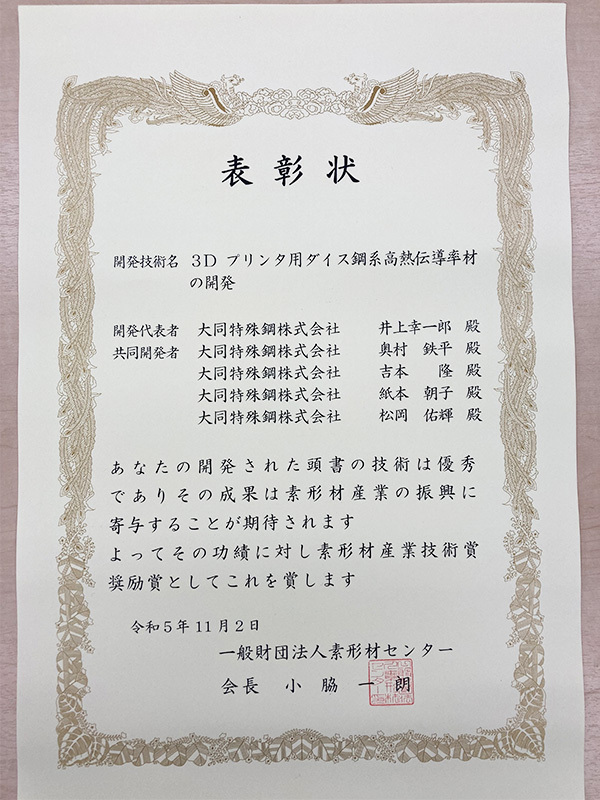 表彰状
開発技術名 3D プリンタ用ダイス鋼系高熱伝導率材
の開発
開発代表者 大同特殊鋼株式会社 井上幸一郎 殿
共同開発者 大同特殊鋼株式会社 奥村 鉄平 殿
大同特殊鋼株式会社 吉本 隆 殿
大同特殊鋼株式会社 紙本 朝子 殿
大同特殊鋼株式会社 松岡 佑輝 殿
あなたの開発された頭書の技術は優秀
でありその成果は素形材産業の振興に
寄与することが期待されます
よってその功績に対し素形材産業技術賞
奨励賞としてこれを賞します
令和5年11月2日
一般財団法人素形材センター
会長 小脇 一朗